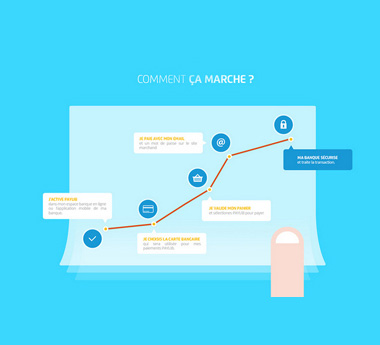 COMMENT ÇA MARCHE ?
JE PAIE AVEC MON EMAIL
et un mot de passe sur le site
marchand.
MA BANQUE SÉCURISE
et traite la transaction.
J'ACTIVE PAYLIB,
dans mon espace banque en ligne
ou l'application mobile de ma
banque.
JE VALIDE MON PANIER
et sélectionne PAYLIB pour payer.
JE CHOISIS LA CARTE BANCAIRE
qui sera utilisée pour mes
paiements PAYLIB.